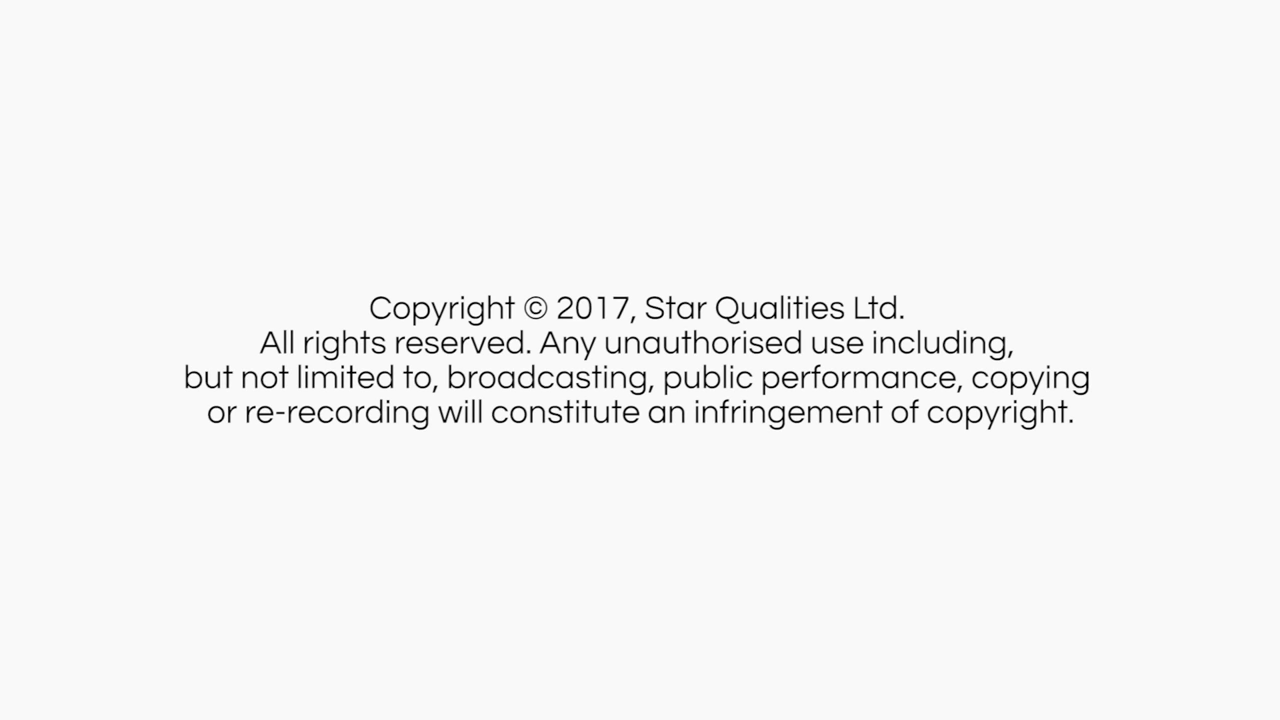 Copyright © 2017, Star Qualities Ltd.
All rights reserved. Any unauthorised use including,
but not limited to, broadcasting, public performance, copying
or re-recording will constitute an infringement of copyright.